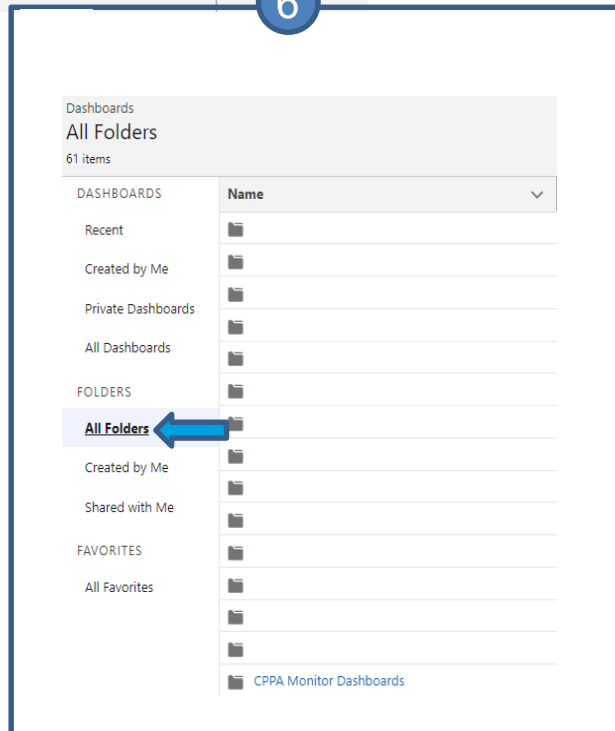 6
Dashboards
All Folders
61 items
DASHBOARDS
Recent
Created by Me
Private Dashboards
All Dashboards
FOLDERS
All Folders
Created by Me
Shared with Me
FAVORITES
All Favorites
Name
CPPA Monitor Dashboards